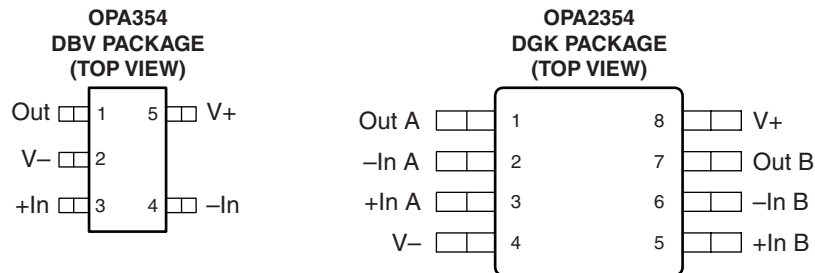 OPA354
DBV PACKAGE
(TOP VIEW)
Out 1 5 V+
V– 2
+In 3 4 –In
OPA2354
DGK PACKAGE
(TOP VIEW)
Out A 1 8 V+
–In A 2 7 Out B
+In A 3 6 –In B
V– 4 5 +In B